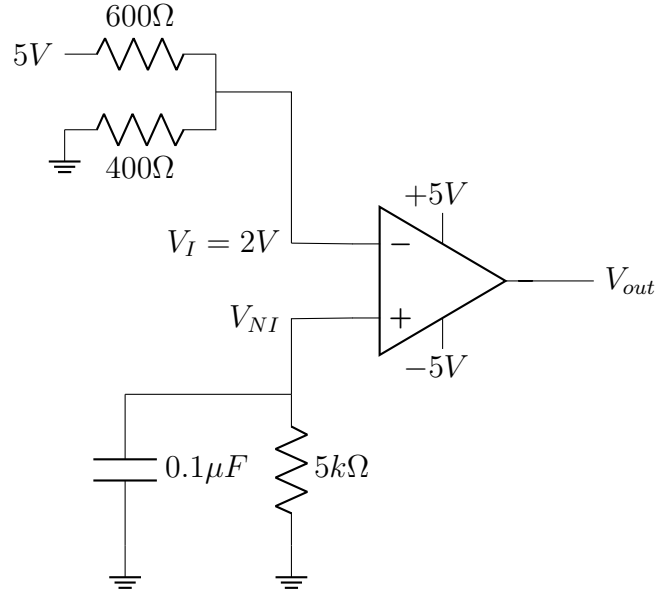 600Ω
5V
400Ω
+5V
V_I = 2V
−
V_out
V_NI
+
−5V
0.1μF
5kΩ